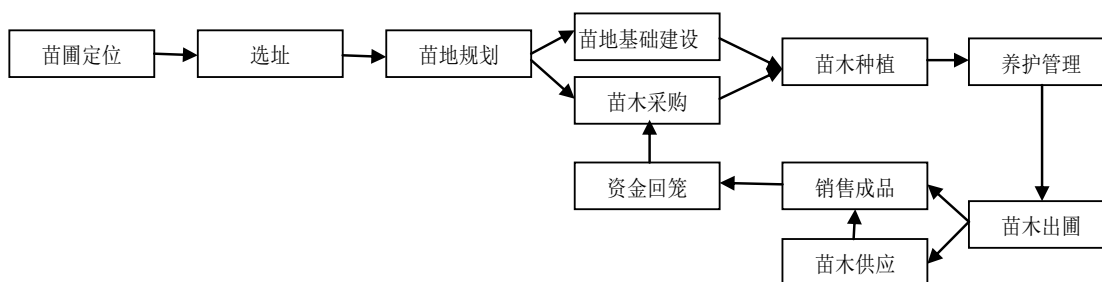 苗圃定位
选址
苗地规划
苗地基础建设
苗木采购
苗木种植
养护管理
资金回笼
销售成品
苗木出圃
苗木供应